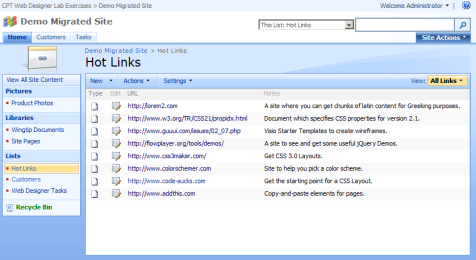 CPT Web Designer Lab Exercises > Demo Migrated Site
Welcome Administrator
Demo Migrated Site
This List: Hot Links
Home Customers Tasks
Site Actions
Demo Migrated Site > Hot Links
Hot Links
View All Site Content
New Actions Settings View: All Links
Pictures
Product Photos
Libraries
Wingtip Documents
Site Pages
Lists
Hot Links
Customers
Web Designer Tasks
Recycle Bin
Type Edit URL Notes
http://lorem2.com A site where you can get chunks of latin content for Greeking purposes.
http://www.w3.org/TR/CSS21/propidx.html Document which specifies CSS properties for version 2.1.
http://www.guuui.com/issues/02_07.php Visio Starter Templates to create wireframes.
http://flowplayer.org/tools/demos/ A site to see and get some useful jQuery Demos.
http://www.css3maker.com/ Get CSS 3.0 Layouts.
http://www.colorschemer.com Site to help you pick a color scheme.
http://www.code-sucks.com Get the starting point for a CSS Layout.
http://www.addthis.com Copy-and-paste elements for pages.